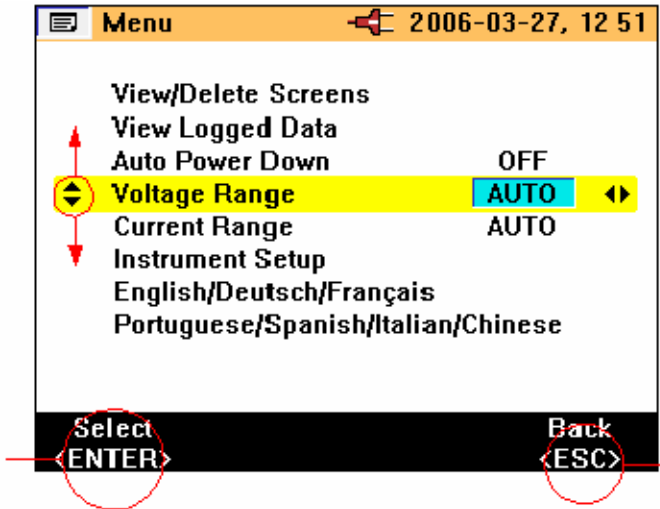 Menu 2006-03-27, 12 51
View/Delete Screens
View Logged Data
Auto Power Down OFF
Voltage Range AUTO
Current Range AUTO
Instrument Setup
English/Deutsch/Français
Portuguese/Spanish/Italian/Chinese
Select Back
<ENTER> <ESC>